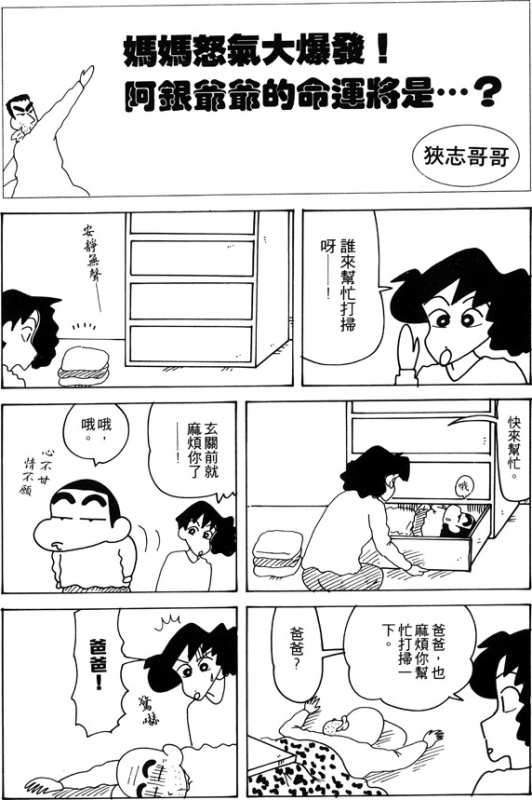 媽媽怒氣大爆發！
阿銀爺爺的命運將是…？
狹志哥哥
誰來幫忙打掃
呀——！
安靜無聲——
快來幫忙。
哦
玄關前就
麻煩你了
——！
哦，
哦。
心不甘
情不願
爸爸，也
麻煩你幫
忙打掃一
下。
爸爸？
爸爸！
驚嚇